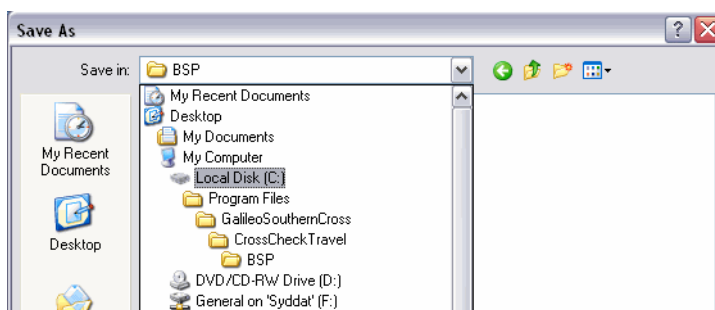 Save As
Save in: BSP
My Recent Documents
Desktop
My Documents
My Computer
Local Disk (C:)
Program Files
GalileoSouthernCross
CrossCheckTravel
BSP
DVD/CD-RW Drive (D:)
General on 'Syddat' (F:)
My Recent
Documents
Desktop